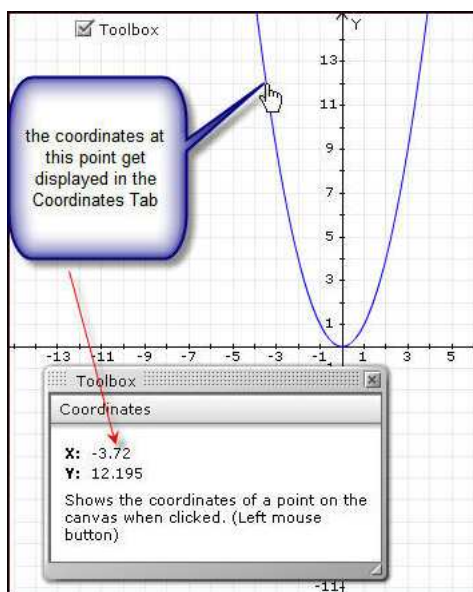 Toolbox
Y
13
11
9
7
5
3
1
the coordinates at
this point get
displayed in the
Coordinates Tab
-13 -11 -9 -7 -5 -3 -1 1 3 5
Toolbox
Coordinates
X: -3.72
Y: 12.195
Shows the coordinates of a point on the
canvas when clicked. (Left mouse
button)
-11